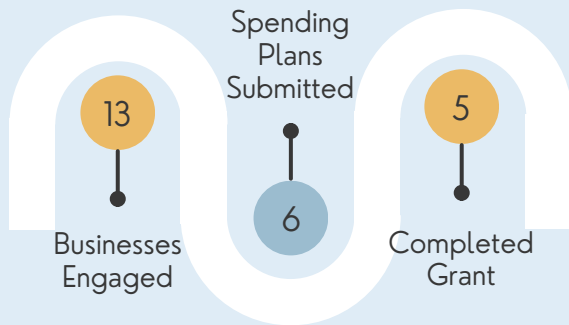 13
Businesses
Engaged
Spending
Plans
Submitted
6
5
Completed
Grant